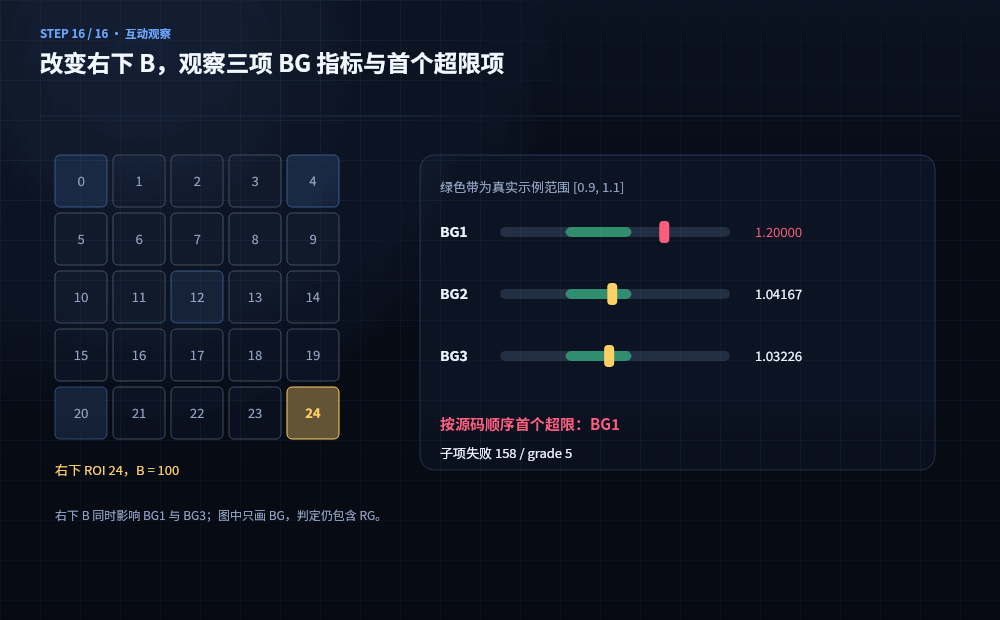 STEP 16 / 16 · 互动观察
改变右下 B，观察三项 BG 指标与首个超限项
0 1 2 3 4
5 6 7 8 9
10 11 12 13 14
15 16 17 18 19
20 21 22 23 24
右下 ROI 24，B = 100
右下 B 同时影响 BG1 与 BG3；图中只画 BG，判定仍包含 RG。
绿色带为真实示例范围 [0.9, 1.1]
BG1 1.20000
BG2 1.04167
BG3 1.03226
按源码顺序首个超限：BG1
子项失败 158 / grade 5